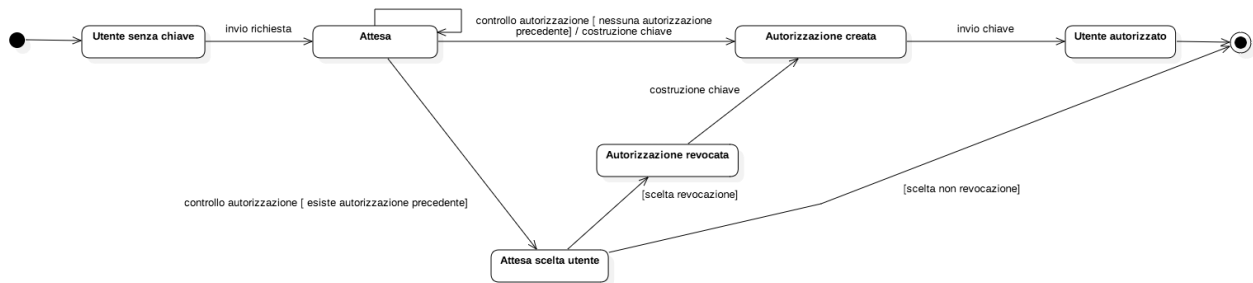 Utente senza chiave
invio richiesta
Attesa
controllo autorizzazione [ nessuna autorizzazione
precedente] / costruzione chiave
Autorizzazione creata
invio chiave
Utente autorizzato
costruzione chiave
Autorizzazione revocata
[scelta revocazione]
[scelta non revocazione]
controllo autorizzazione [ esiste autorizzazione precedente]
Attesa scelta utente